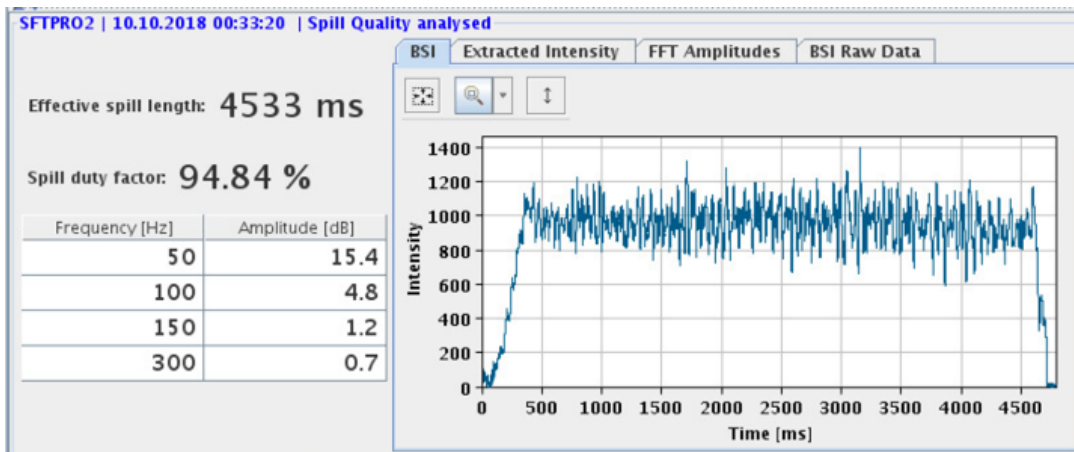 SFTPRO2 | 10.10.2018 00:33:20 | Spill Quality analysed
Effective spill length: 4533 ms
Spill duty factor: 94.84 %
Frequency [Hz] Amplitude [dB]
50 15.4
100 4.8
150 1.2
300 0.7
BSI Extracted Intensity FFT Amplitudes BSI Raw Data
Intensity
1400
1200
1000
800
600
400
200
0
0 500 1000 1500 2000 2500 3000 3500 4000 4500
Time [ms]